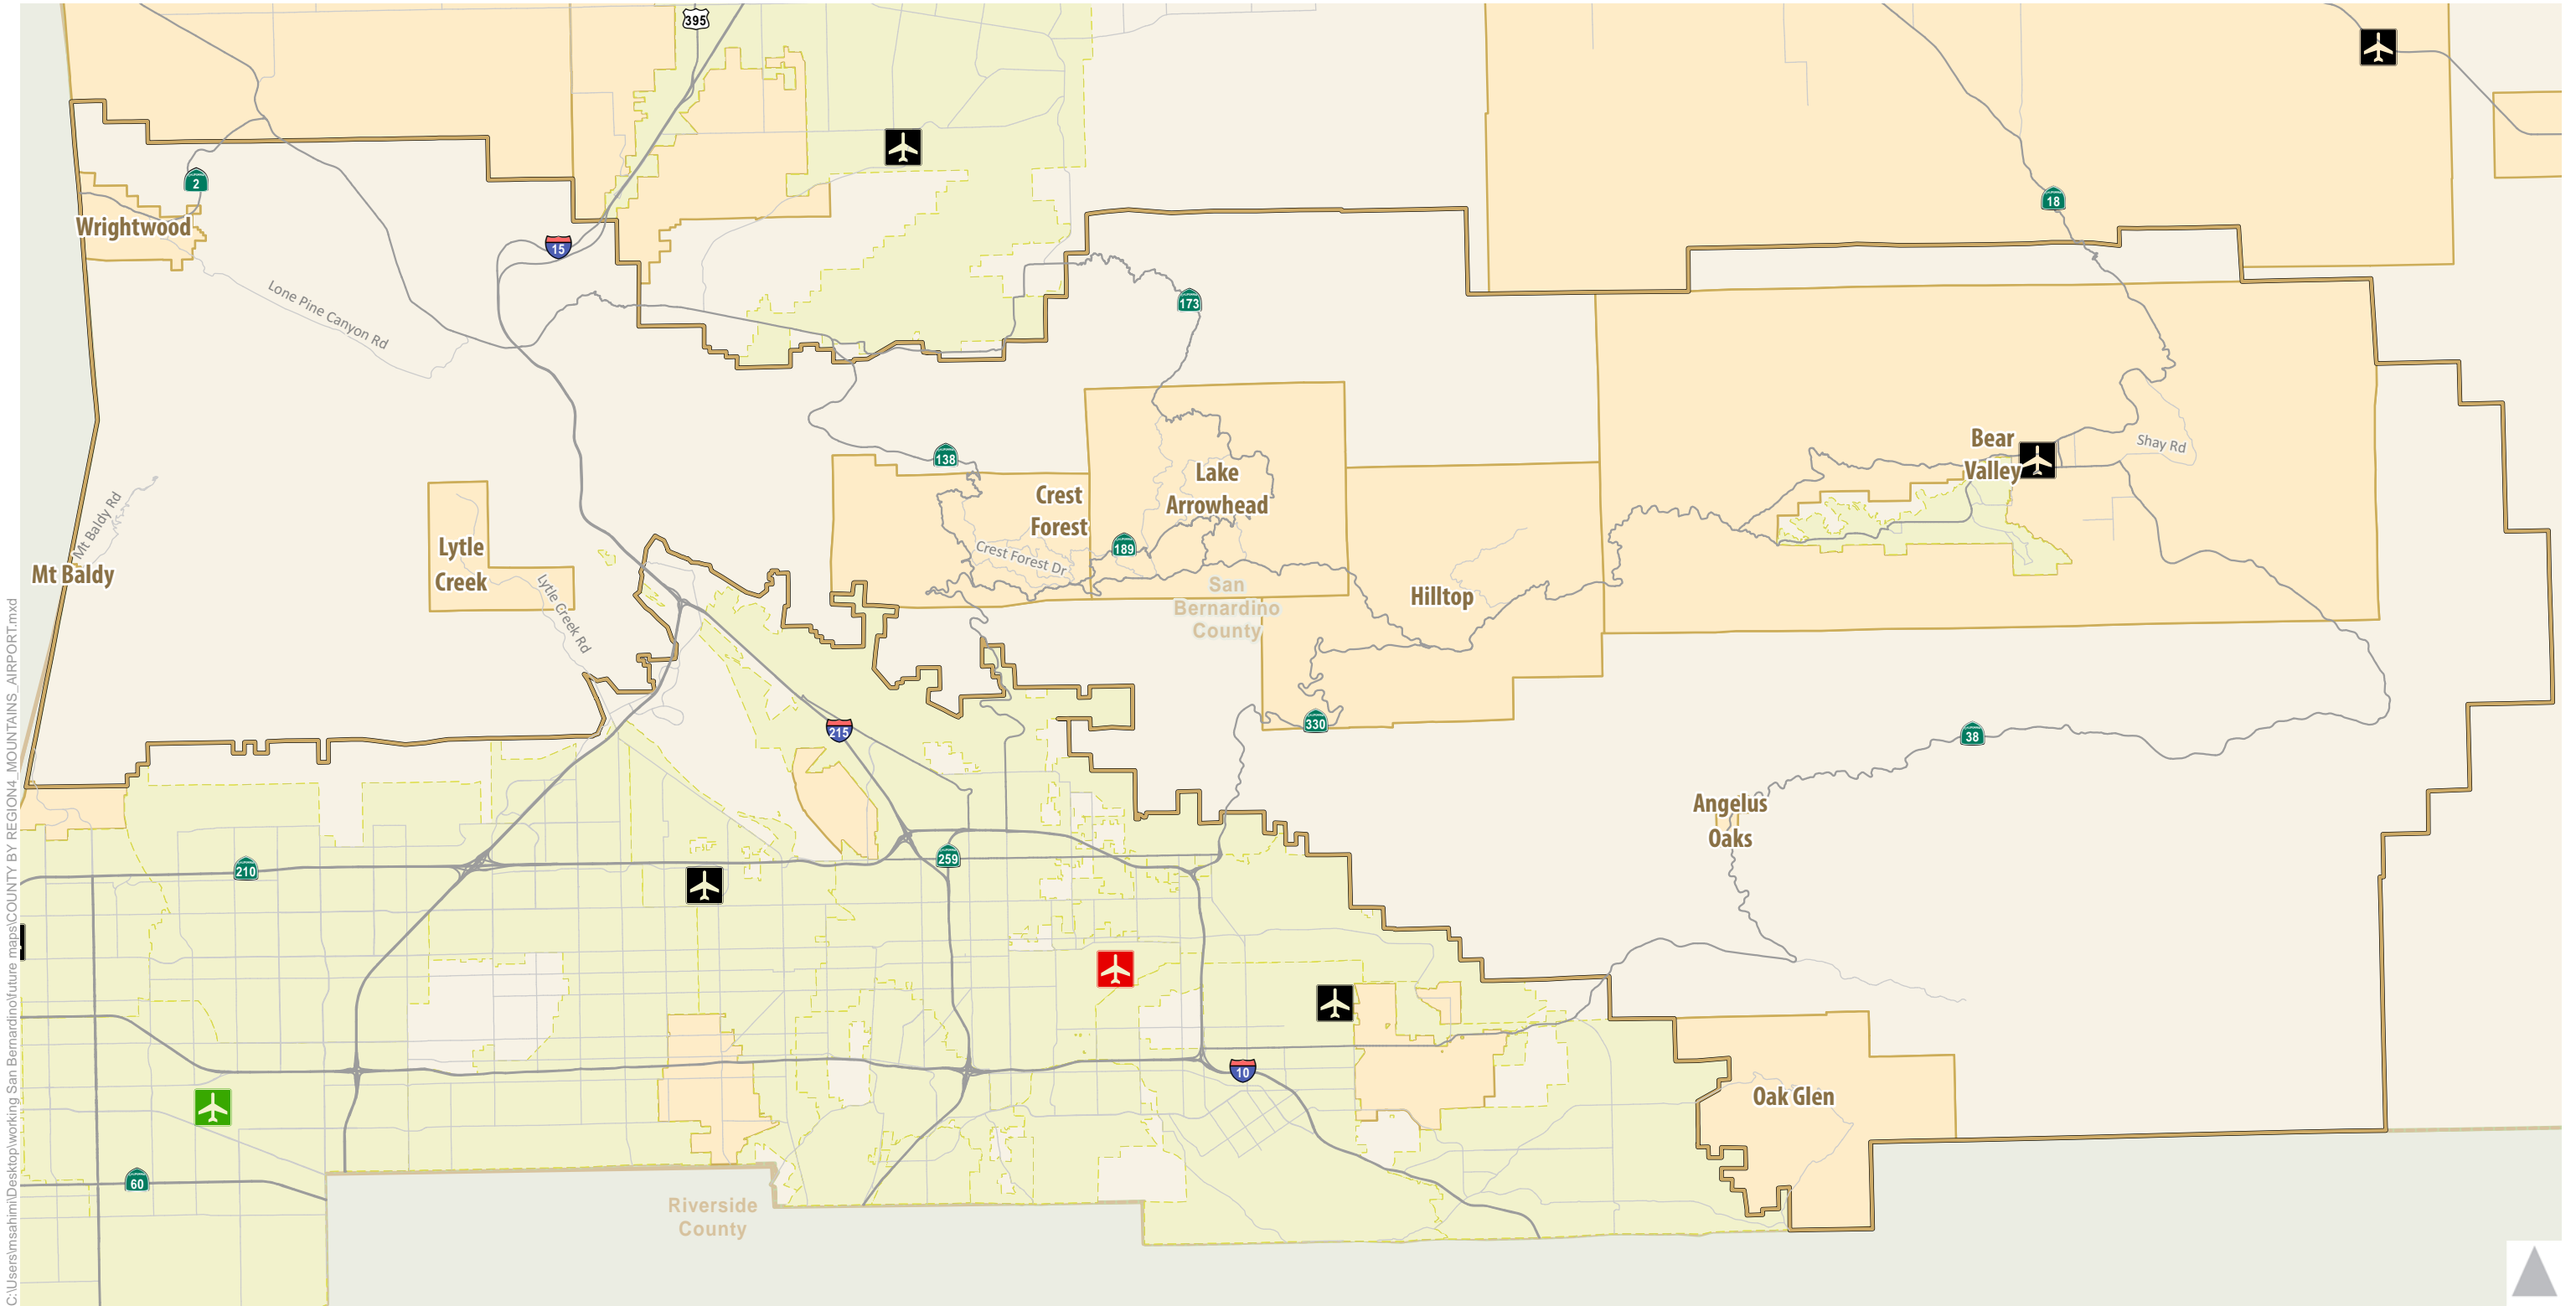 395
2
Wrightwood
18
15
Lone Pine Canyon Rd
173
138
Bear
Valley
Shay Rd
Lake
Arrowhead
Crest
Forest
Mt Baldy Rd
Mt Baldy
Lytle
Creek
Lytle Creek Rd
189
Crest Forest Dr
San
Bernardino
County
Hilltop
330
215
38
Angelus
Oaks
259
210
10
Oak Glen
60
Riverside
County
C:\Users\msahimi\Desktop\working San Bernardino\future maps\COUNTY BY REGION4_MOUNTAINS_AIRPORT.mxd